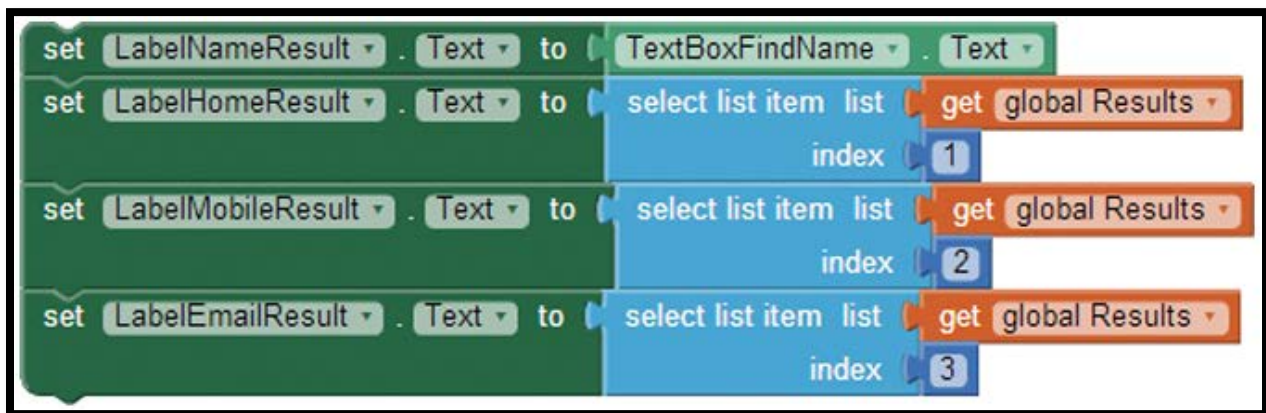 set LabelNameResult . Text to TextBoxFindName . Text
set LabelHomeResult . Text to select list item list get global Results
index 1
set LabelMobileResult . Text to select list item list get global Results
index 2
set LabelEmailResult . Text to select list item list get global Results
index 3